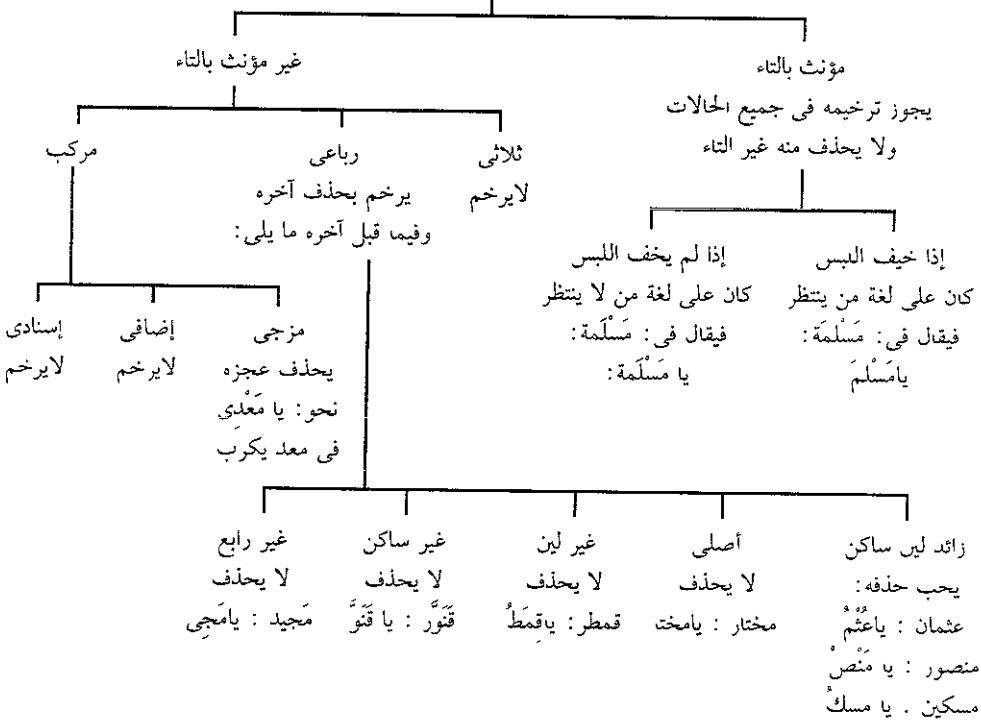 مؤنث بالتاء
يجوز ترخيمه فى جميع الحالات
ولا يحذف منه غير التاء
إذا خيف اللبس
كان على لغة من ينتظر
فيقال فى: مَسْلمَة:
يامَسْلمَ
إذا لم يخف اللبس
كان على لغة من لا ينتظر
فيقال فى: مَسْلَمة:
يا مَسْلَمة:
غير مؤنث بالتاء
ثلاثى
لايرخم
رباعى
يرخم بحذف آخره
وفيما قبل آخره ما يلى:
زائد لين ساكن
يحب حذفه:
عثمان : ياعُثْمُ
منصور : يا مَنْصُ
مسكين . يا مسكُ
أصلى
لا يحذف
مختار : يامخت
غير لين
لا يحذف
قمطر: ياقِمَطُ
غير ساكن
لا يحذف
قَنَوَّر : يا قَنَوَّ
غير رابع
لا يحذف
مَجيد : يامَجِى
مركب
مزجى
يحذف عجزه
نحو: يا مَعْدِى
فى معد يكرب
إضافى
لايرخم
إسنادى
لايرخم